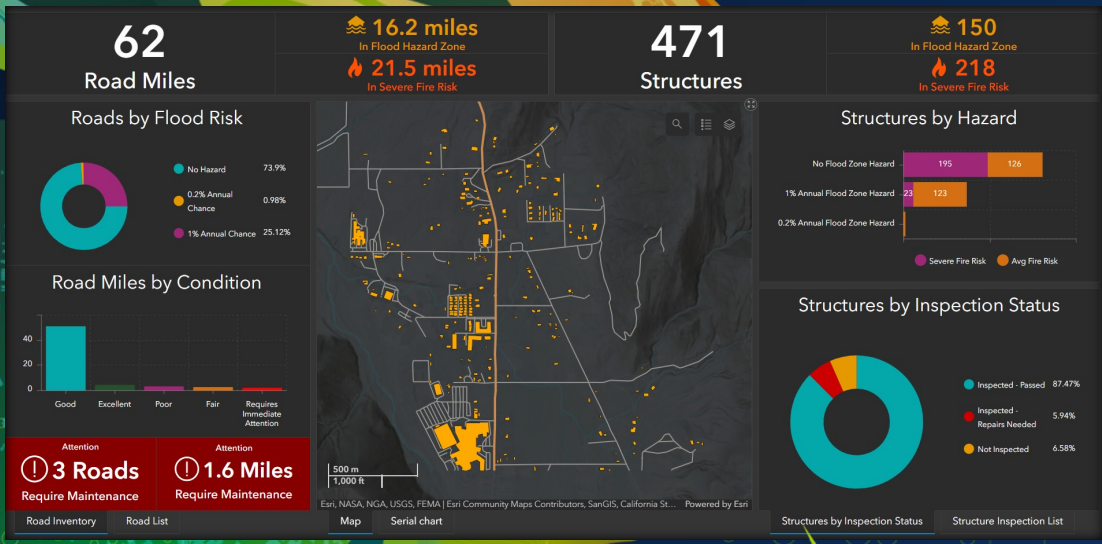 62
Road Miles
16.2 miles
In Flood Hazard Zone
21.5 miles
In Severe Fire Risk
471
Structures
150
In Flood Hazard Zone
218
In Severe Fire Risk
Roads by Flood Risk
No Hazard 73.9%
0.2% Annual
Chance 0.98%
1% Annual Chance 25.12%
Road Miles by Condition
40
20
0
Good
Excellent
Poor
Fair
Requires
Immediate
Attention
Attention
3 Roads
Require Maintenance
Attention
1.6 Miles
Require Maintenance
Road Inventory
Road List
500 m
1,000 ft
Esri, NASA, NGA, USGS, FEMA | Esri Community Maps Contributors, SanGIS, California St... Powered by Esri
Map
Serial chart
Structures by Hazard
No Flood Zone Hazard 195 126
1% Annual Flood Zone Hazard 23 123
0.2% Annual Flood Zone Hazard
Severe Fire Risk
Avg Fire Risk
Structures by Inspection Status
Inspected - Passed 87.47%
Inspected -
Repairs Needed 5.94%
Not Inspected 6.58%
Structures by Inspection Status
Structure Inspection List